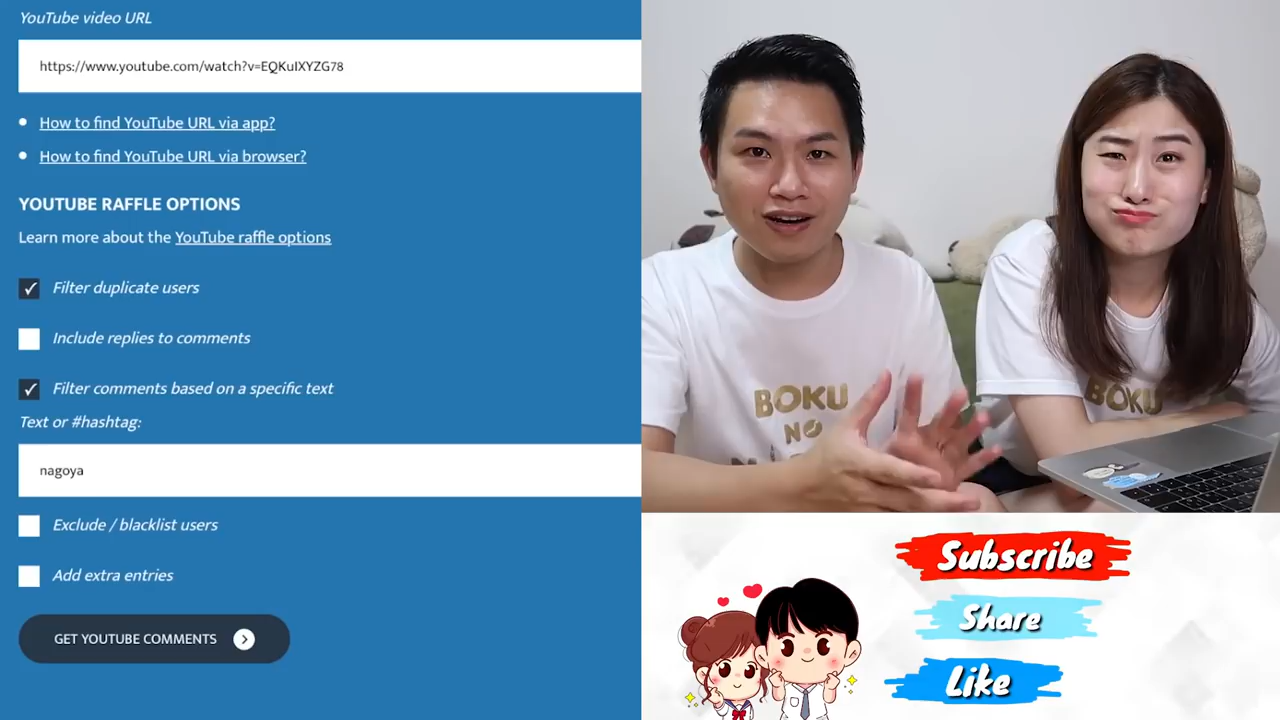 YouTube video URL
https://www.youtube.com/watch?v=EQKuIXYZG78
How to find YouTube URL via app?
How to find YouTube URL via browser?
YOUTUBE RAFFLE OPTIONS
Learn more about the YouTube raffle options
Filter duplicate users
Include replies to comments
Filter comments based on a specific text
Text or #hashtag:
nagoya
Exclude / blacklist users
Add extra entries
GET YOUTUBE COMMENTS
BOKU
NO
BOKU
Subscribe
Share
Like